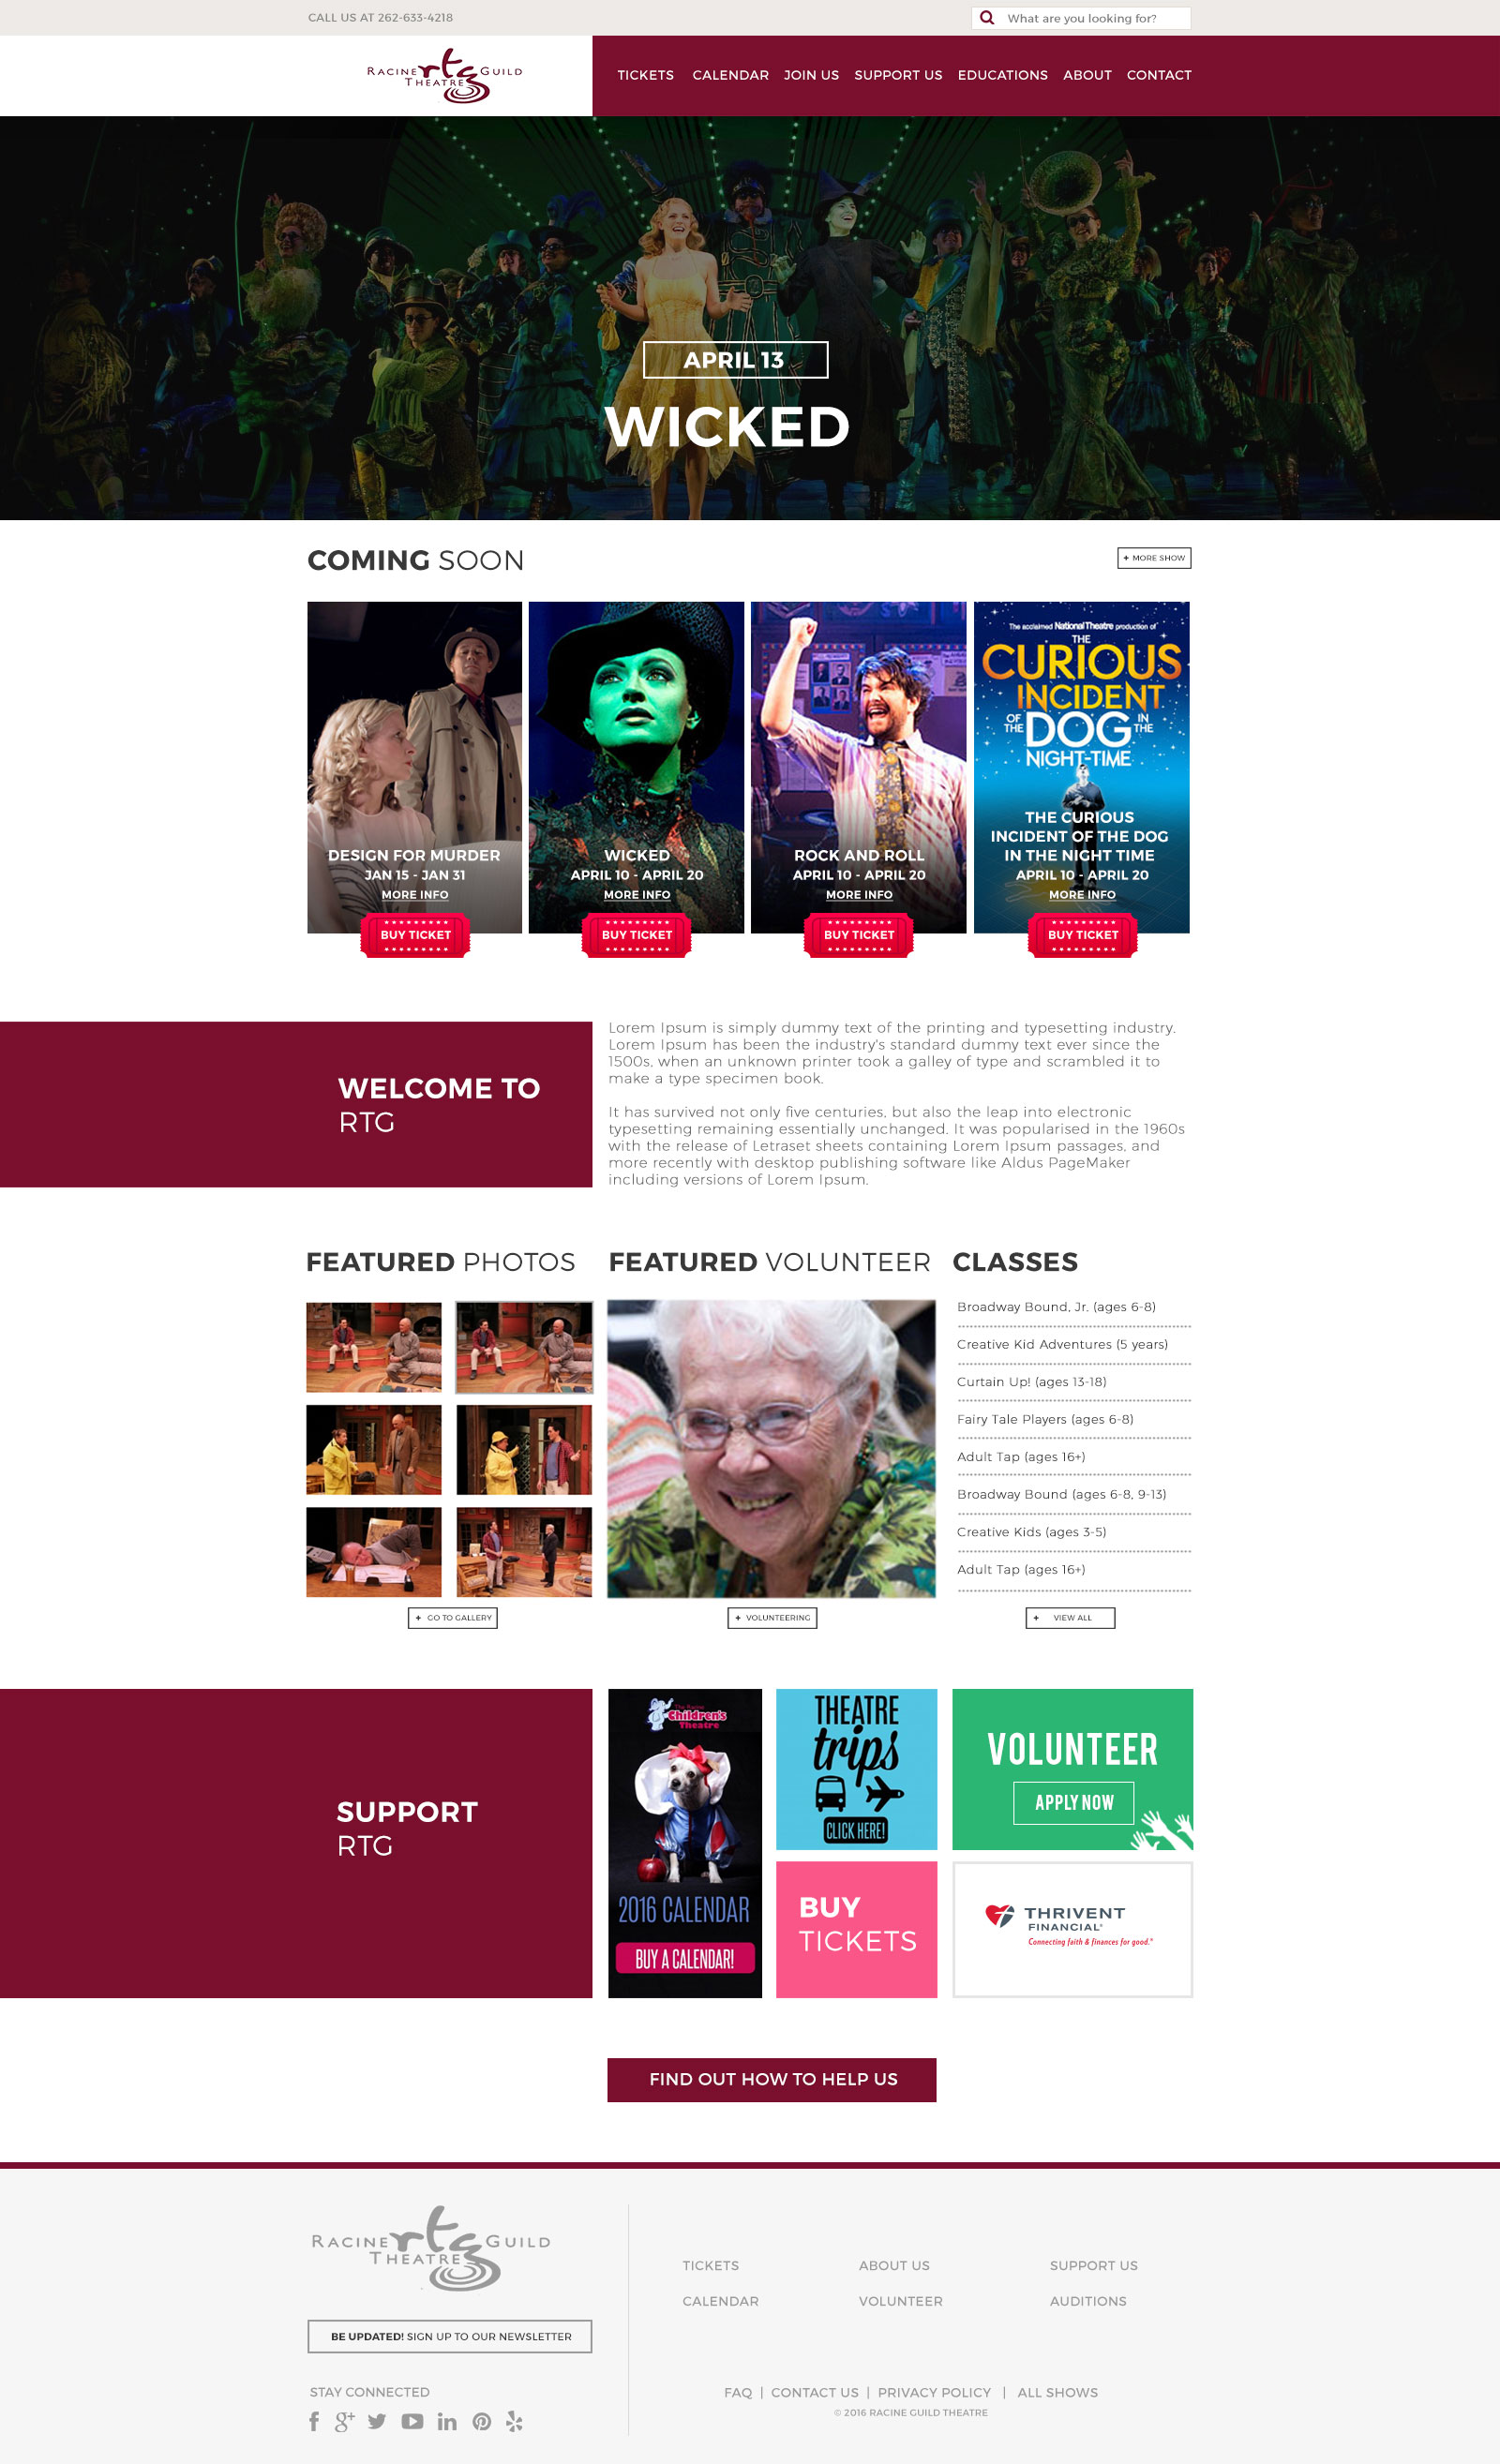 CALL US AT 262-633-4218
What are you looking for?
RACINE rtg GUILD
THEATRE
TICKETS CALENDAR JOIN US SUPPORT US EDUCATIONS ABOUT CONTACT
APRIL 13
WICKED
COMING SOON
+ MORE SHOW
DESIGN FOR MURDER
JAN 15 - JAN 31
MORE INFO
BUY TICKET
WICKED
APRIL 10 - APRIL 20
MORE INFO
BUY TICKET
ROCK AND ROLL
APRIL 10 - APRIL 20
MORE INFO
BUY TICKET
The acclaimed National Theatre production of
THE
CURIOUS
INCIDENT
OF THE DOG IN THE
NIGHT-TIME
THE CURIOUS
INCIDENT OF THE DOG
IN THE NIGHT TIME
APRIL 10 - APRIL 20
MORE INFO
BUY TICKET
WELCOME TO
RTG
Lorem Ipsum is simply dummy text of the printing and typesetting industry.
Lorem Ipsum has been the industry's standard dummy text ever since the
1500s, when an unknown printer took a galley of type and scrambled it to
make a type specimen book.
It has survived not only five centuries, but also the leap into electronic
typesetting remaining essentially unchanged. It was popularised in the 1960s
with the release of Letraset sheets containing Lorem Ipsum passages, and
more recently with desktop publishing software like Aldus PageMaker
including versions of Lorem Ipsum.
FEATURED PHOTOS
+ GO TO GALLERY
FEATURED VOLUNTEER
+ VOLUNTEERING
CLASSES
Broadway Bound, Jr. (ages 6-8)
Creative Kid Adventures (5 years)
Curtain Up! (ages 13-18)
Fairy Tale Players (ages 6-8)
Adult Tap (ages 16+)
Broadway Bound (ages 6-8, 9-13)
Creative Kids (ages 3-5)
Adult Tap (ages 16+)
+ VIEW ALL
SUPPORT
RTG
The Racine
Children's
Theatre
2016 CALENDAR
BUY A CALENDAR!
THEATRE
trips
CLICK HERE!
BUY
TICKETS
VOLUNTEER
APPLY NOW
THRIVENT
FINANCIAL®
Connecting faith & finances for good.®
FIND OUT HOW TO HELP US
RACINE rtg GUILD
THEATRE
BE UPDATED! SIGN UP TO OUR NEWSLETTER
STAY CONNECTED
TICKETS ABOUT US SUPPORT US
CALENDAR VOLUNTEER AUDITIONS
FAQ | CONTACT US | PRIVACY POLICY | ALL SHOWS
© 2016 RACINE GUILD THEATRE